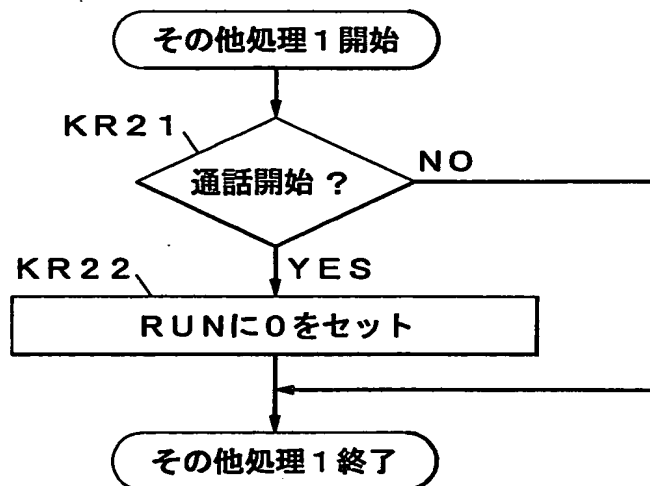 その他処理1開始
KR21
通話開始?
NO
YES
KR22
RUNに0をセット
その他処理1終了